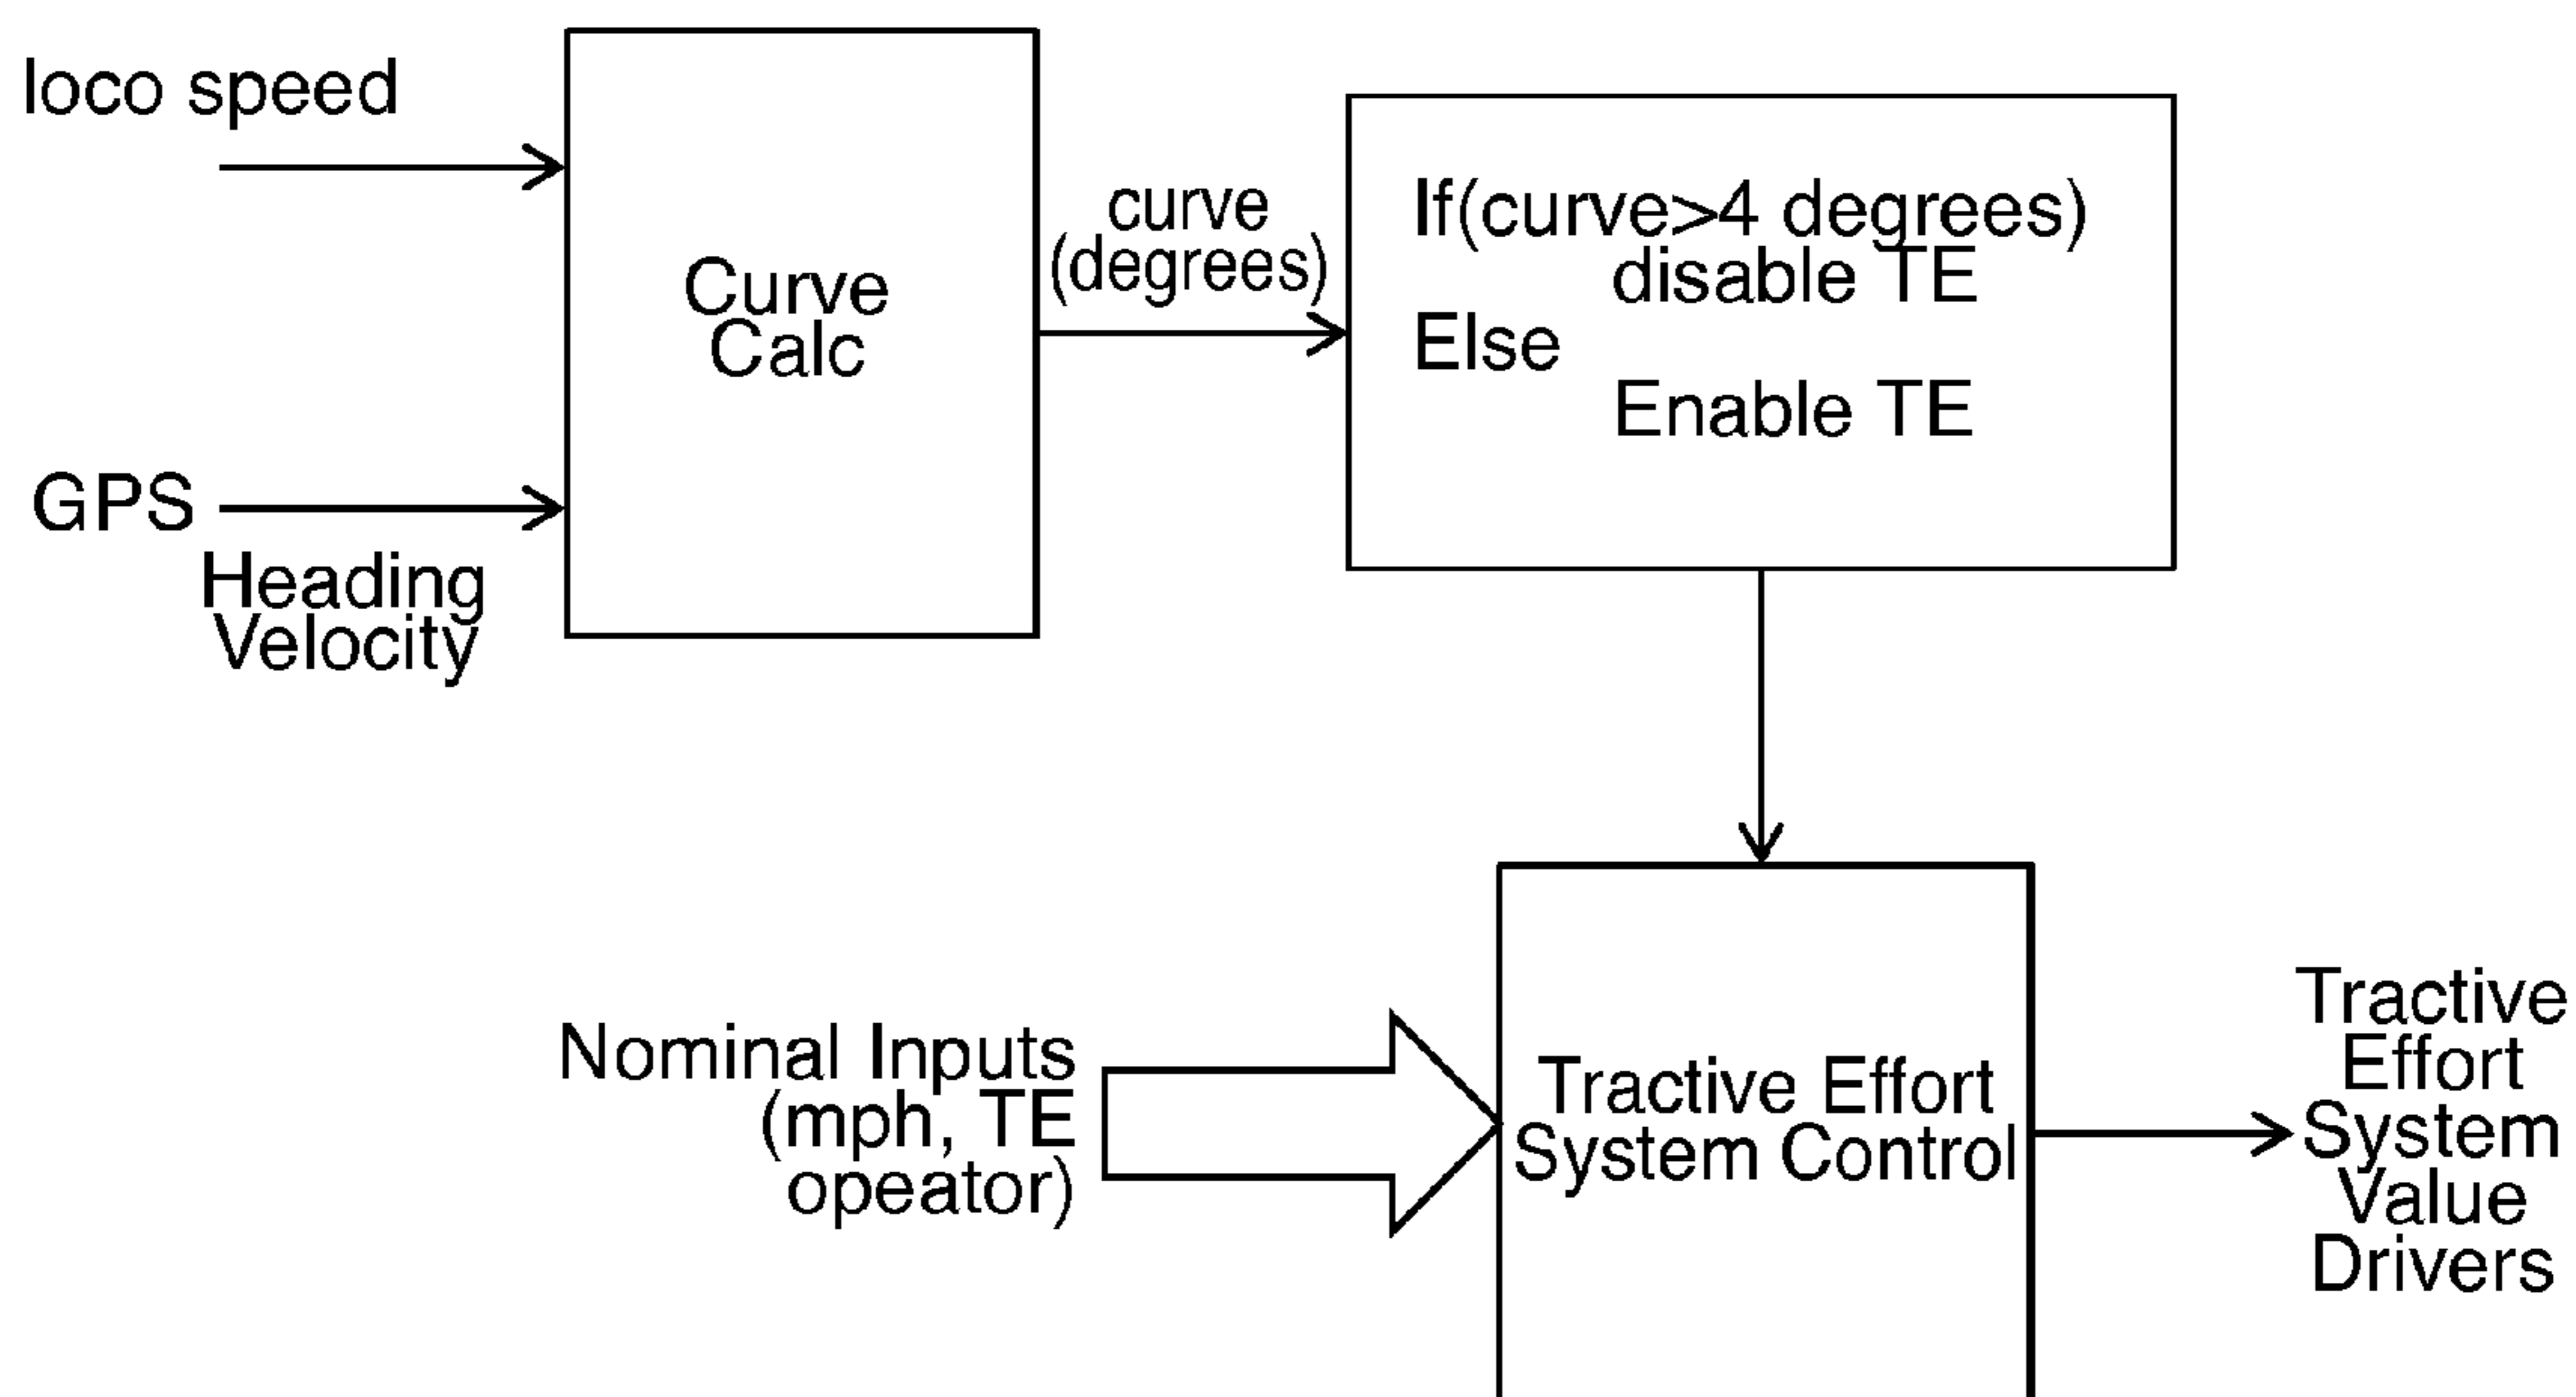 loco speed
GPS
Heading
Velocity
Curve
Calc
curve
(degrees)
If(curve>4 degrees)
disable TE
Else
Enable TE
Nominal Inputs
(mph, TE
opeator)
Tractive Effort
System Control
Tractive
Effort
System
Value
Drivers